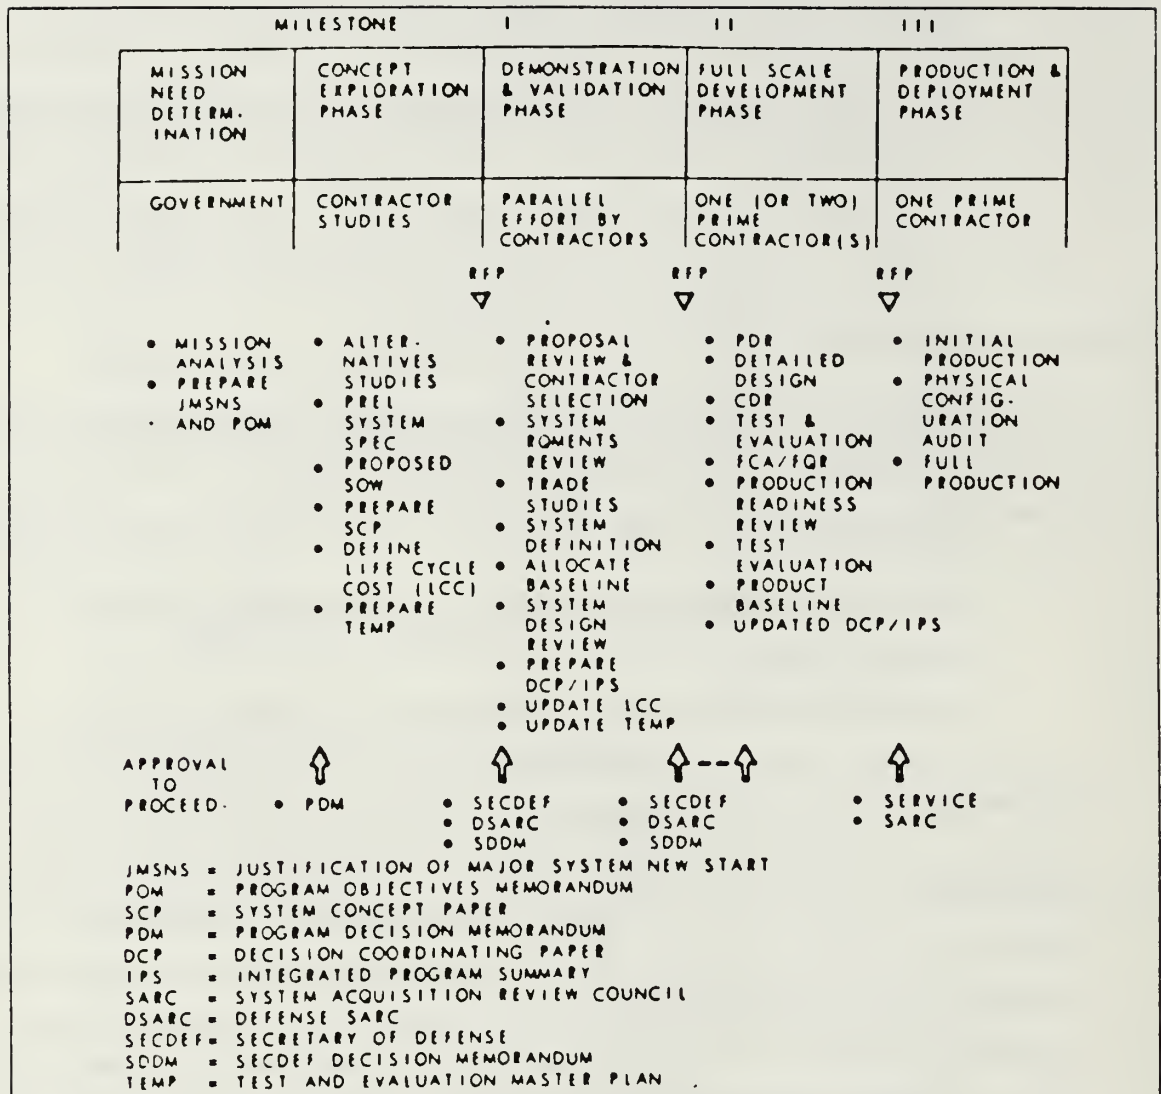 MILESTONE I II III
MISSION NEED DETERM- INATION
CONCEPT EXPLORATION PHASE
DEMONSTRATION & VALIDATION PHASE
FULL SCALE DEVELOPMENT PHASE
PRODUCTION & DEPLOYMENT PHASE
GOVERNMENT
CONTRACTOR STUDIES
PARALLEL EFFORT BY CONTRACTORS
ONE (OR TWO) PRIME CONTRACTOR(S)
ONE PRIME CONTRACTOR
RFP RFP RFP
• MISSION
ANALYSIS
• PREPARE
JMSNS
· AND POM
• ALTER-
NATIVES
STUDIES
• PREL
SYSTEM
SPEC
• PROPOSED
SOW
• PREPARE
SCP
• DEFINE
LIFE CYCLE
COST (LCC)
• PREPARE
TEMP
• PROPOSAL
REVIEW &
CONTRACTOR
SELECTION
• SYSTEM
RQMENTS
REVIEW
• TRADE
STUDIES
• SYSTEM
DEFINITION
• ALLOCATE
BASELINE
• SYSTEM
DESIGN
REVIEW
• PREPARE
DCP/IPS
• UPDATE LCC
• UPDATE TEMP
• PDR
• DETAILED
DESIGN
• CDR
• TEST &
EVALUATION
• FCA/FQR
• PRODUCTION
READINESS
REVIEW
• TEST
EVALUATION
• PRODUCT
BASELINE
• UPDATED DCP/IPS
• INITIAL
PRODUCTION
• PHYSICAL
CONFIG-
URATION
AUDIT
• FULL
PRODUCTION
APPROVAL
TO
PROCEED-
• PDM
• SECDEF
• DSARC
• SDDM
• SECDEF
• DSARC
• SDDM
• SERVICE
• SARC
JMSNS = JUSTIFICATION OF MAJOR SYSTEM NEW START
POM = PROGRAM OBJECTIVES MEMORANDUM
SCP = SYSTEM CONCEPT PAPER
PDM = PROGRAM DECISION MEMORANDUM
DCP = DECISION COORDINATING PAPER
IPS = INTEGRATED PROGRAM SUMMARY
SARC = SYSTEM ACQUISITION REVIEW COUNCIL
DSARC = DEFENSE SARC
SECDEF= SECRETARY OF DEFENSE
SDDM = SECDEF DECISION MEMORANDUM
TEMP = TEST AND EVALUATION MASTER PLAN